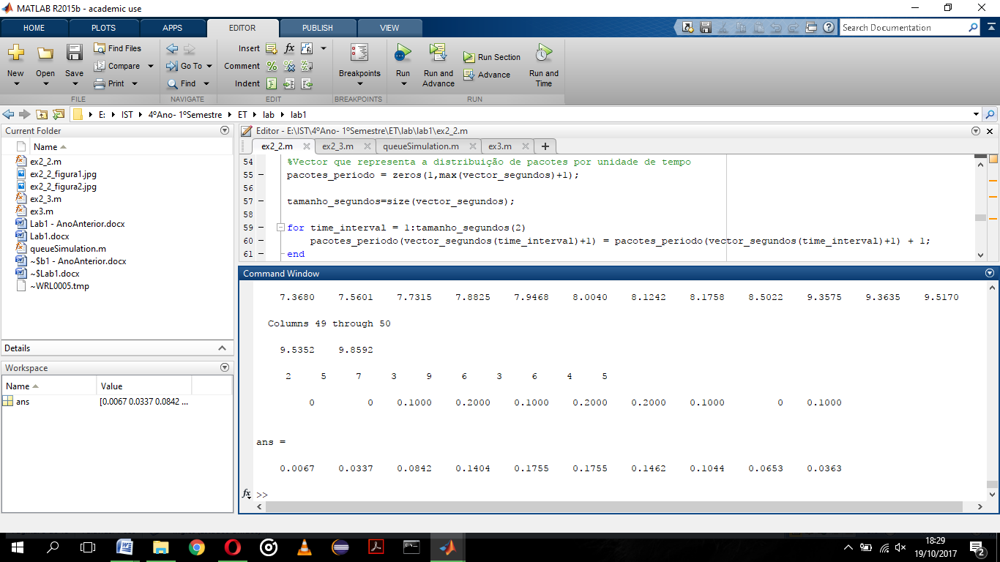 MATLAB R2015b - academic use
HOME PLOTS APPS EDITOR PUBLISH VIEW
Search Documentation
New Open Save
Find Files
Compare
Print
Go To
Find
Insert
Comment
Indent
Breakpoints
Run
Run and Advance
Run Section
Advance
Run and Time
FILE NAVIGATE EDIT BREAKPOINTS RUN
E: IST 4ºAno- 1ºSemestre ET lab lab1
Current Folder
Name
ex2_2.m
ex2_2_figura1.jpg
ex2_2_figura2.jpg
ex2_3.m
ex3.m
Lab1 - AnoAnterior.docx
Lab1.docx
queueSimulation.m
~$b1 - AnoAnterior.docx
~$Lab1.docx
~WRL0005.tmp
Details
Workspace
Name Value
ans [0.0067 0.0337 0.0842 ...
Editor - E:\IST\4ºAno- 1ºSemestre\ET\lab\lab1\ex2_2.m
ex2_2.m ex2_3.m queueSimulation.m ex3.m
54 %Vector que representa a distribuição de pacotes por unidade de tempo
55 pacotes_periodo = zeros(1,max(vector_segundos)+1);
56
57 tamanho_segundos=size(vector_segundos);
58
59 for time_interval = 1:tamanho_segundos(2)
60 pacotes_periodo(vector_segundos(time_interval)+1) = pacotes_periodo(vector_segundos(time_interval)+1) + 1;
61 end
Command Window
7.3680 7.5601 7.7315 7.8825 7.9468 8.0040 8.1242 8.1758 8.5022 9.3575 9.3635 9.5170
Columns 49 through 50
9.5352 9.8592
2 5 7 3 9 6 3 6 4 5
0 0 0.1000 0.2000 0.1000 0.2000 0.2000 0.1000 0 0.1000
ans =
0.0067 0.0337 0.0842 0.1404 0.1755 0.1755 0.1462 0.1044 0.0653 0.0363
fx >>
18:29
19/10/2017
2